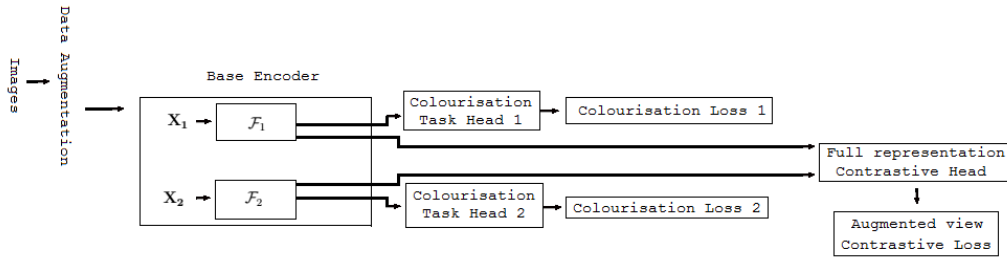 Images
Data Augmentation
Base Encoder
X₁
F₁
Colourisation
Task Head 1
Colourisation Loss 1
Full representation
Contrastive Head
X₂
F₂
Colourisation
Task Head 2
Colourisation Loss 2
Augmented view
Contrastive Loss